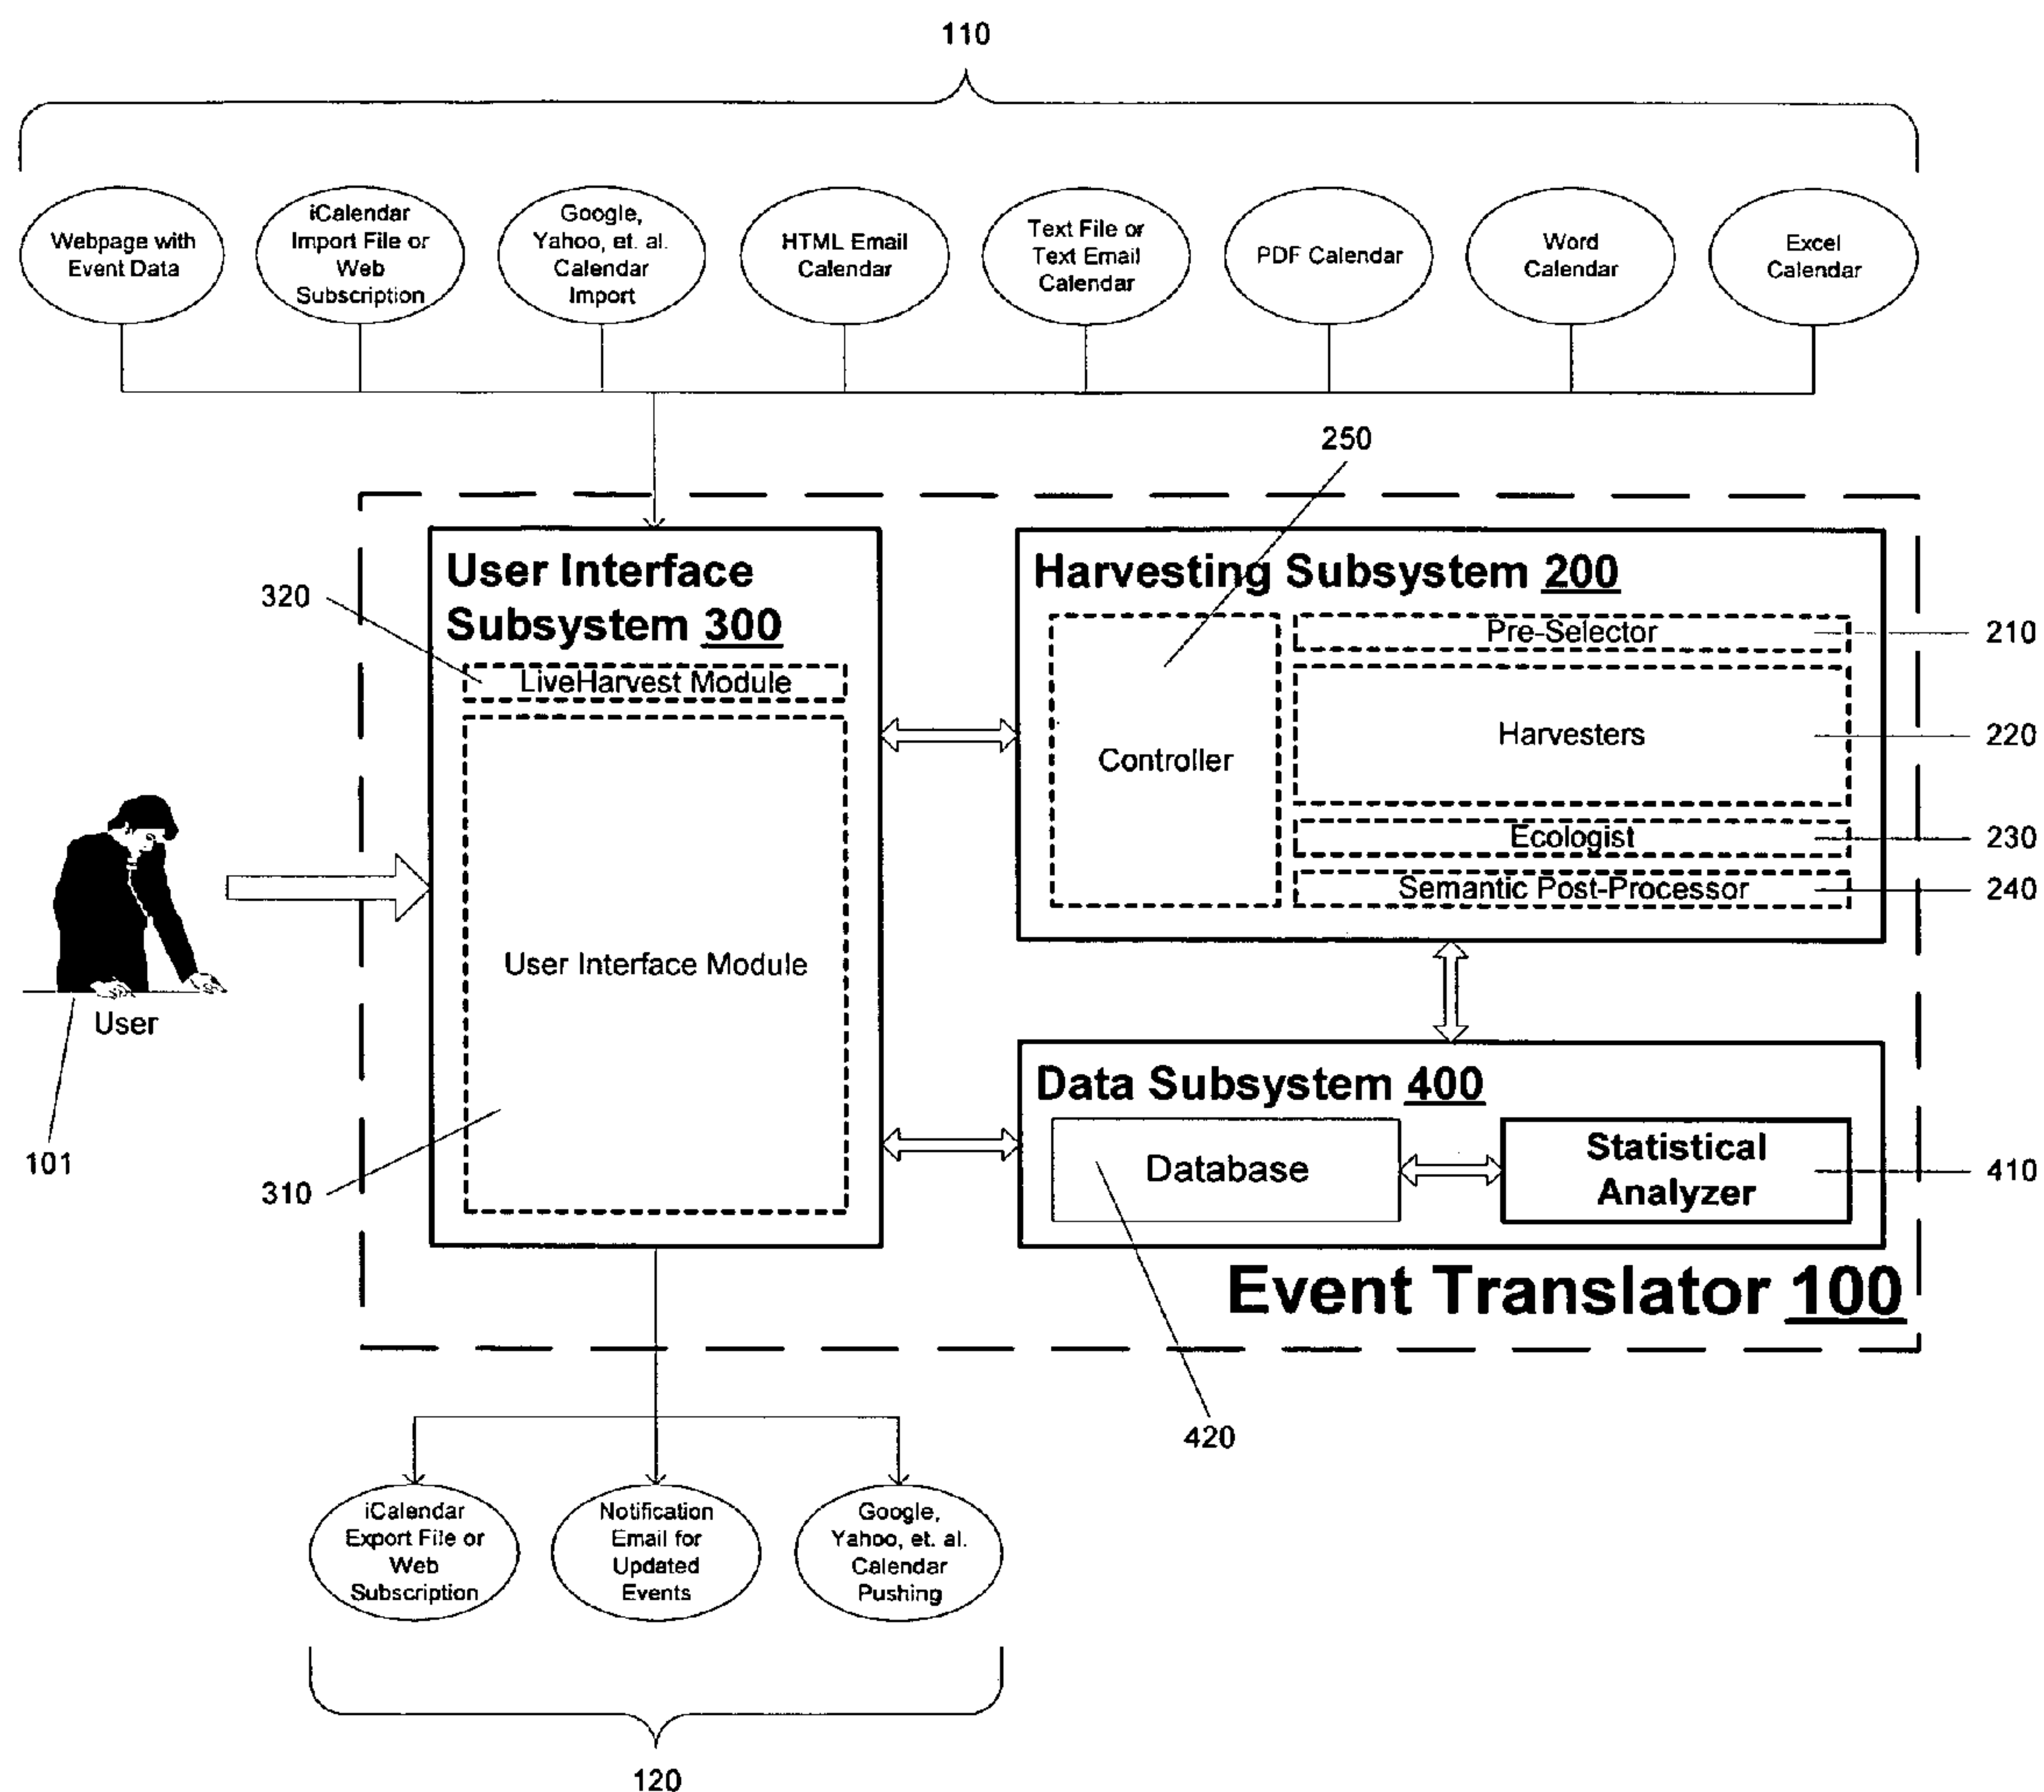 110
Webpage with
Event Data
iCalendar
Import File or
Web
Subscription
Google,
Yahoo, et. al.
Calendar
Import
HTML Email
Calendar
Text File or
Text Email
Calendar
PDF Calendar
Word
Calendar
Excel
Calendar
250
User Interface
Subsystem 300
320
LiveHarvest Module
User Interface Module
310
Harvesting Subsystem 200
Controller
Pre-Selector
210
Harvesters
220
Ecologist
230
Semantic Post-Processor
240
User
101
Data Subsystem 400
Database
Statistical
Analyzer
410
420
Event Translator 100
iCalendar
Export File or
Web
Subscription
Notification
Email for
Updated
Events
Google,
Yahoo, et. al.
Calendar
Pushing
120